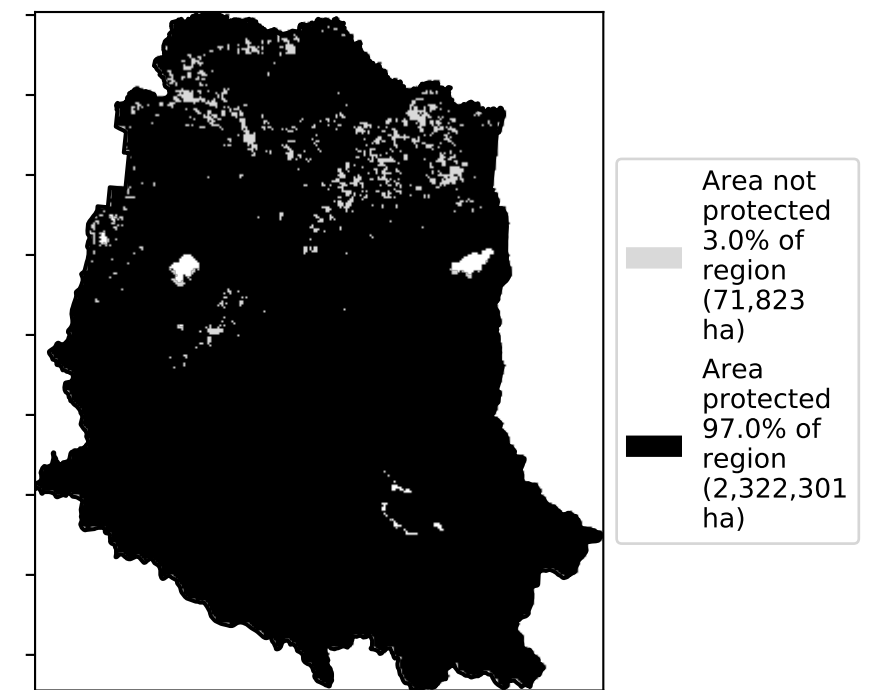 Area not
protected
3.0% of
region
(71,823
ha)
Area
protected
97.0% of
region
(2,322,301
ha)